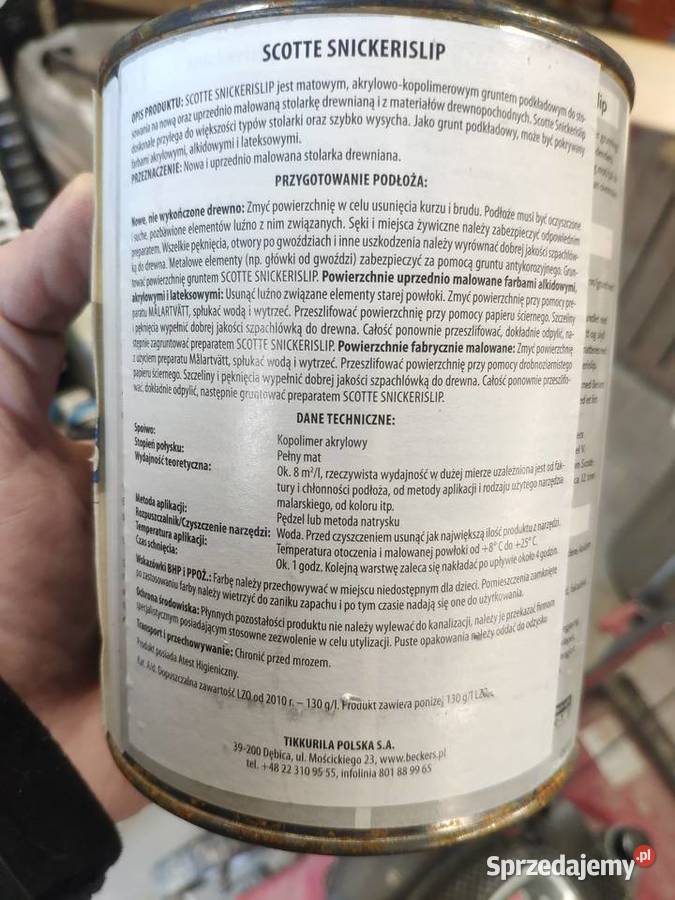 SCOTTE SNICKERISLIP
OPIS PRODUKTU: SCOTTE SNICKERISLIP jest matowym, akrylowo-kopolimerowym gruntem podkładowym do sto-
sowania na nową oraz uprzednio malowaną stolarkę drewnianą i z materiałów drewnopochodnych. Scotte Snickerislip
doskonale przylega do większości typów stolarki oraz szybko wysycha. Jako grunt podkładowy, może być pokrywany
farbami akrylowymi, alkidowymi i lateksowymi.
PRZEZNACZENIE: Nowa i uprzednio malowana stolarka drewniana.
PRZYGOTOWANIE PODŁOŻA:
Nowe, nie wykończone drewno: Zmyć powierzchnię w celu usunięcia kurzu i brudu. Podłoże musi być oczyszczone
i suche, pozbawione elementów luźno z nim związanych. Sęki i miejsca żywiczne należy zabezpieczyć odpowiednim
preparatem. Wszelkie pęknięcia, otwory po gwoździach i inne uszkodzenia należy wyrównać dobrej jakości szpachlów-
ką do drewna. Metalowe elementy (np. główki od gwoździ) zabezpieczyć za pomocą gruntu antykorozyjnego. Grun-
tować powierzchnię gruntem SCOTTE SNICKERISLIP. Powierzchnie uprzednio malowane farbami alkidowymi,
akrylowymi i lateksowymi: Usunąć luźno związane elementy starej powłoki. Zmyć powierzchnię przy pomocy pre-
paratu MÅLARTVÄTT, spłukać wodą i wytrzeć. Przeszlifować powierzchnię przy pomocy papieru ściernego. Szczeliny
i pęknięcia wypełnić dobrej jakości szpachlówką do drewna. Całość ponownie przeszlifować, dokładnie odpylić, na-
stępnie zagruntować preparatem SCOTTE SNICKERISLIP. Powierzchnie fabrycznie malowane: Zmyć powierzchnię
z użyciem preparatu Målartvätt, spłukać wodą i wytrzeć. Przeszlifować powierzchnię przy pomocy drobnoziarnistego
papieru ściernego. Szczeliny i pęknięcia wypełnić dobrej jakości szpachlówką do drewna. Całość ponownie przeszlifo-
wać, dokładnie odpylić, następnie gruntować preparatem SCOTTE SNICKERISLIP.
DANE TECHNICZNE:
Spoiwo: Kopolimer akrylowy
Stopień połysku: Pełny mat
Wydajność teoretyczna: Ok. 8 m²/l, rzeczywista wydajność w dużej mierze uzależniona jest od fak-
tury i chłonności podłoża, od metody aplikacji i rodzaju użytego narzędzia
malarskiego, od koloru itp.
Metoda aplikacji: Pędzel lub metoda natrysku
Rozpuszczalnik/Czyszczenie narzędzi: Woda. Przed czyszczeniem usunąć jak największą ilość produktu z narzędzi.
Temperatura aplikacji: Temperatura otoczenia i malowanej powłoki od +8° C do +25° C.
Czas schnięcia: Ok. 1 godz. Kolejną warstwę zaleca się nakładać po upływie około 4 godzin.
Wskazówki BHP i PPOŻ.: Farbę należy przechowywać w miejscu niedostępnym dla dzieci. Pomieszczenia zamknięte
po zastosowaniu farby należy wietrzyć do zaniku zapachu i po tym czasie nadają się one do użytkowania.
Ochrona środowiska: Płynnych pozostałości produktu nie należy wylewać do kanalizacji, należy je przekazać firmom
specjalistycznym posiadającym stosowne zezwolenie w celu utylizacji. Puste opakowania należy oddać do odzysku
Transport i przechowywanie: Chronić przed mrozem.
Produkt posiada Atest Higieniczny.
Kat. A/d. Dopuszczalna zawartość LZO od 2010 r. – 130 g/l. Produkt zawiera poniżej 130 g/l LZO.
TIKKURILA POLSKA S.A.
39-200 Dębica, ul. Mościckiego 23, www.beckers.pl
tel. +48 22 310 95 55, infolinia 801 88 99 65
Sprzedajemy.pl